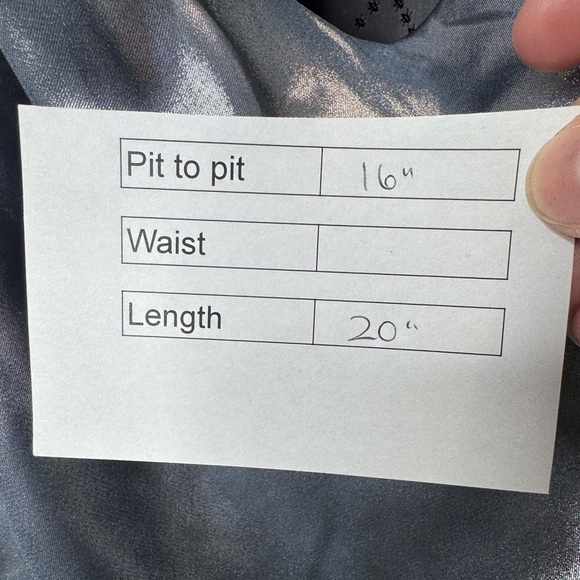 Pit to pit 16"
Waist
Length 20"